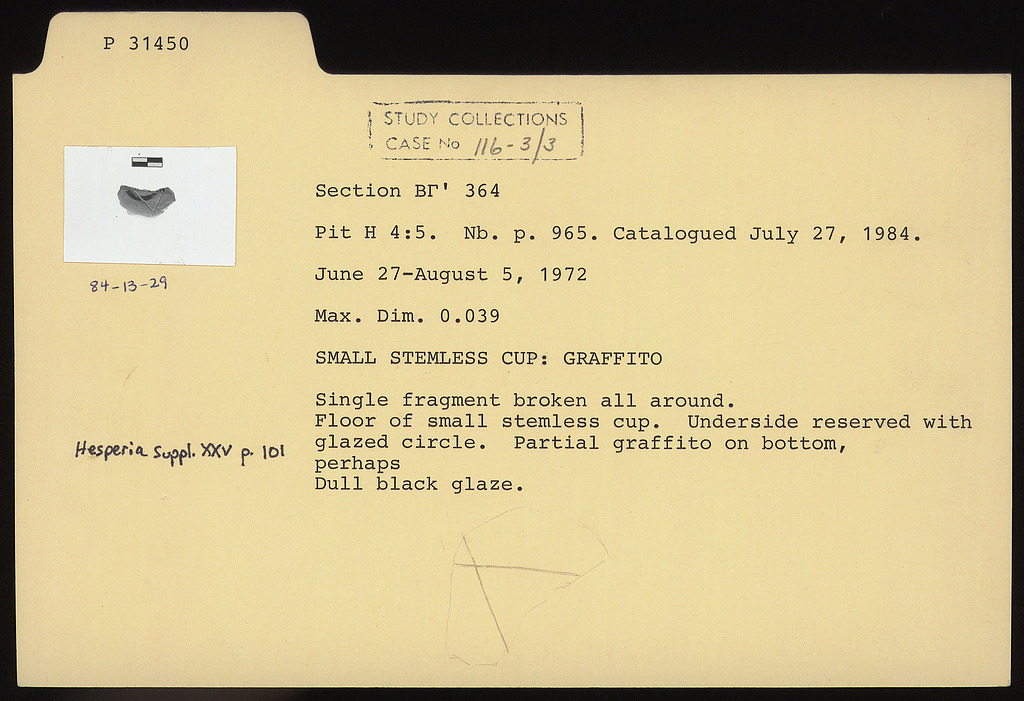 P 31450
STUDY COLLECTIONS
CASE No 116-3/3
Section ΒΓ' 364
Pit H 4:5. Nb. p. 965. Catalogued July 27, 1984.
84-13-29
June 27-August 5, 1972
Max. Dim. 0.039
SMALL STEMLESS CUP: GRAFFITO
Single fragment broken all around.
Floor of small stemless cup. Underside reserved with
glazed circle. Partial graffito on bottom,
perhaps
Dull black glaze.
Hesperia Suppl. XXV p. 101